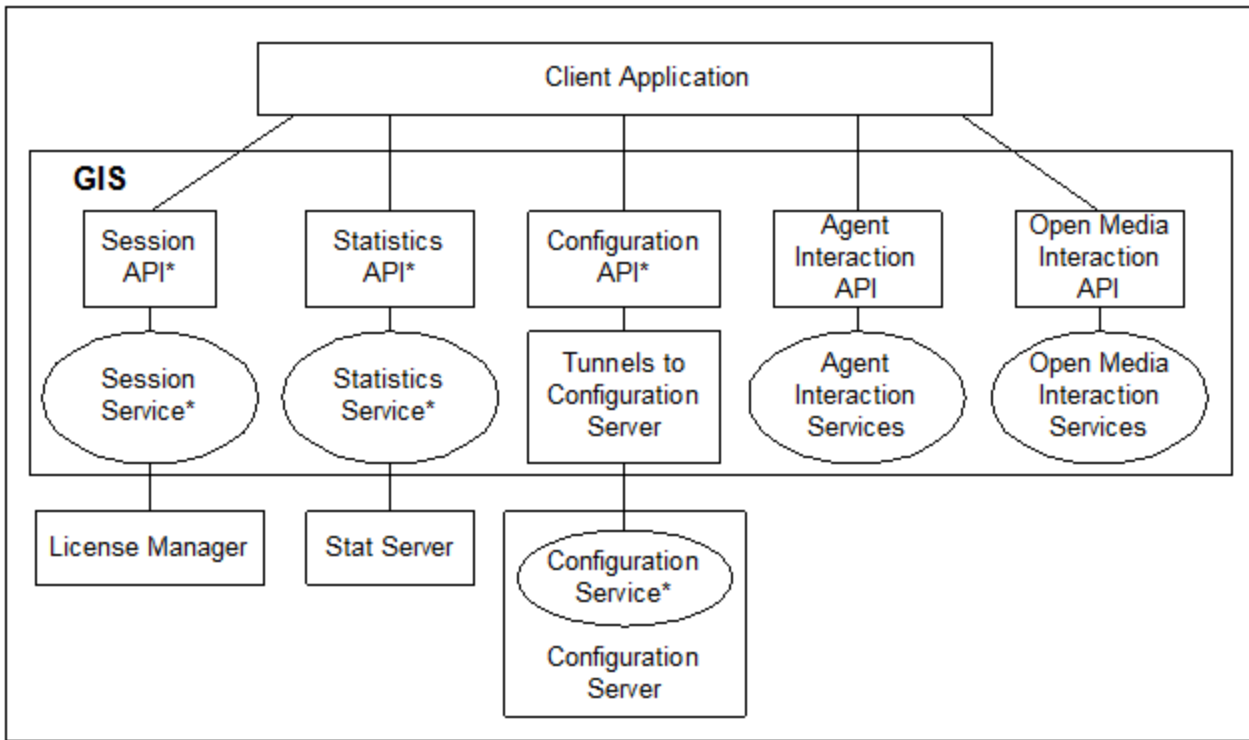 Client Application
GIS
Session
API*
Statistics
API*
Configuration
API*
Agent
Interaction
API
Open Media
Interaction
API
Session
Service*
Statistics
Service*
Tunnels to
Configuration
Server
Agent
Interaction
Services
Open Media
Interaction
Services
License Manager
Stat Server
Configuration
Service*
Configuration
Server